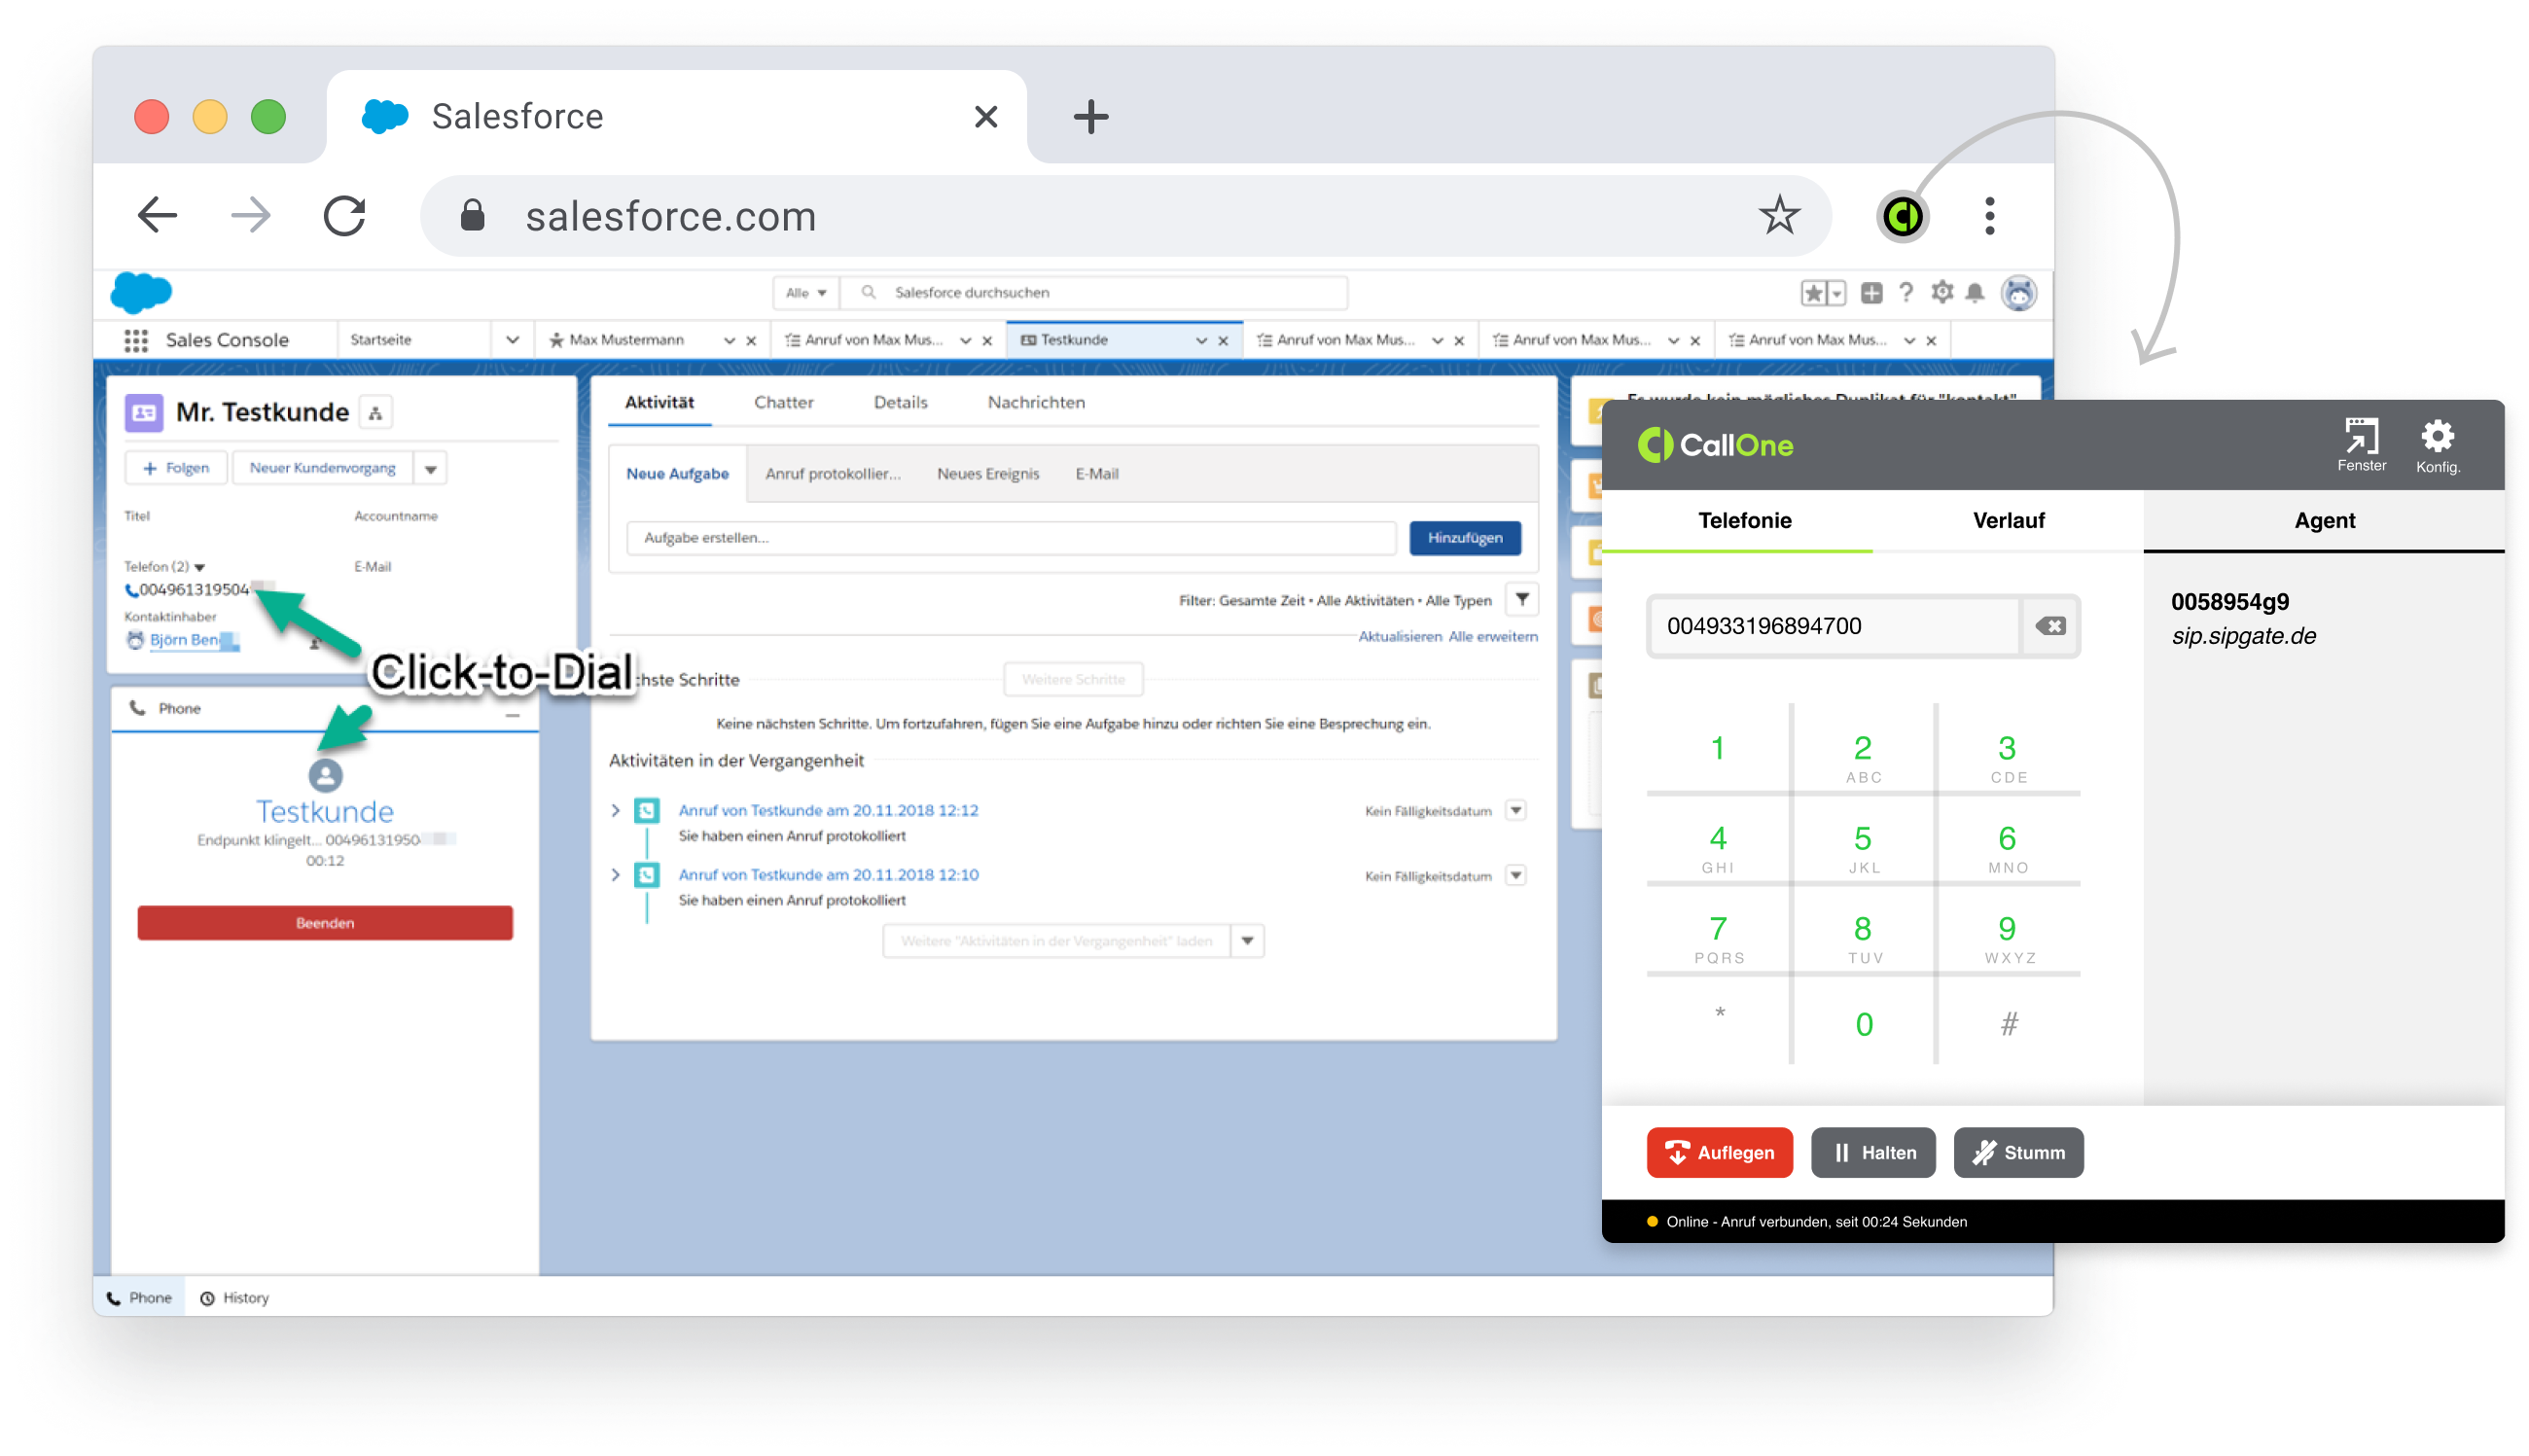 Salesforce
salesforce.com
Alle
Salesforce durchsuchen
Sales Console
Startseite
Max Mustermann
Anruf von Max Mus...
Testkunde
Anruf von Max Mus...
Anruf von Max Mus...
Anruf von Max Mus...
Mr. Testkunde
+ Folgen
Neuer Kundenvorgang
Titel
Accountname
Telefon (2)
E-Mail
004961319504
Kontaktinhaber
Björn Ben
Click-to-Dial
Phone
Testkunde
Endpunkt klingelt... 00496131950
00:12
Beenden
Phone
History
Aktivität
Chatter
Details
Nachrichten
Neue Aufgabe
Anruf protokollier...
Neues Ereignis
E-Mail
Aufgabe erstellen...
Hinzufügen
Filter: Gesamte Zeit • Alle Aktivitäten • Alle Typen
Aktualisieren Alle erweitern
chste Schritte
Weitere Schritte
Keine nächsten Schritte. Um fortzufahren, fügen Sie eine Aufgabe hinzu oder richten Sie eine Besprechung ein.
Aktivitäten in der Vergangenheit
Anruf von Testkunde am 20.11.2018 12:12
Kein Fälligkeitsdatum
Sie haben einen Anruf protokolliert
Anruf von Testkunde am 20.11.2018 12:10
Kein Fälligkeitsdatum
Sie haben einen Anruf protokolliert
Weitere "Aktivitäten in der Vergangenheit" laden
Es wurde kein mögliches Duplikat für "kontakt"
CallOne
Fenster
Konfig.
Telefonie
Verlauf
Agent
004933196894700
0058954g9
sip.sipgate.de
1
2
3
ABC
CDE
4
5
6
GHI
JKL
MNO
7
8
9
PQRS
TUV
WXYZ
*
0
#
Auflegen
Halten
Stumm
Online - Anruf verbunden, seit 00:24 Sekunden